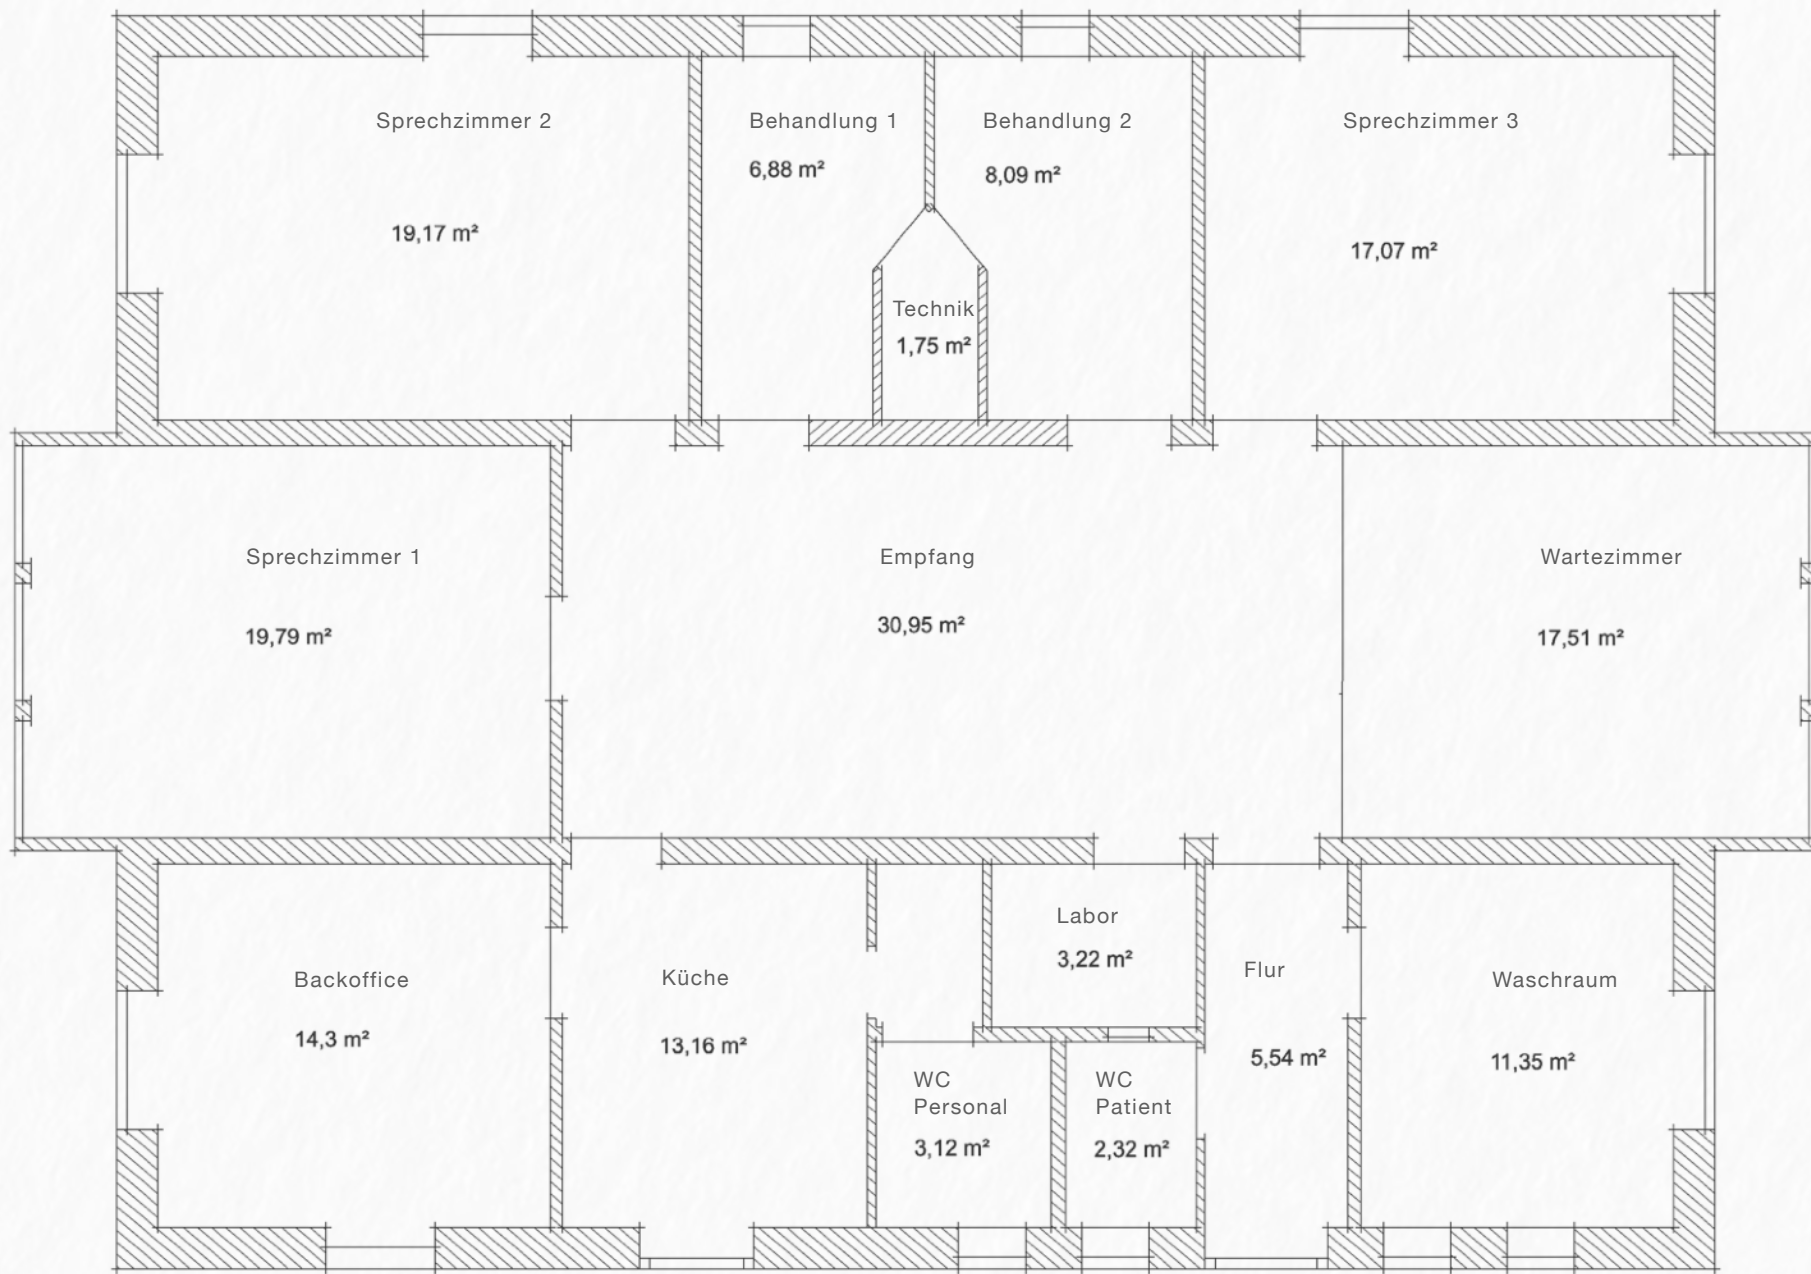 Sprechzimmer 2
19,17 m²
Behandlung 1
6,88 m²
Behandlung 2
8,09 m²
Sprechzimmer 3
17,07 m²
Technik
1,75 m²
Sprechzimmer 1
19,79 m²
Empfang
30,95 m²
Wartezimmer
17,51 m²
Backoffice
14,3 m²
Küche
13,16 m²
Labor
3,22 m²
WC
Personal
3,12 m²
WC
Patient
2,32 m²
Flur
5,54 m²
Waschraum
11,35 m²